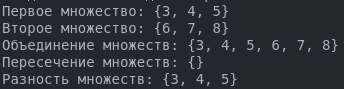 Первое множество: {3, 4, 5}
Второе множество: {6, 7, 8}
Объединение множеств: {3, 4, 5, 6, 7, 8}
Пересечение множеств: {}
Разность множеств: {3, 4, 5}